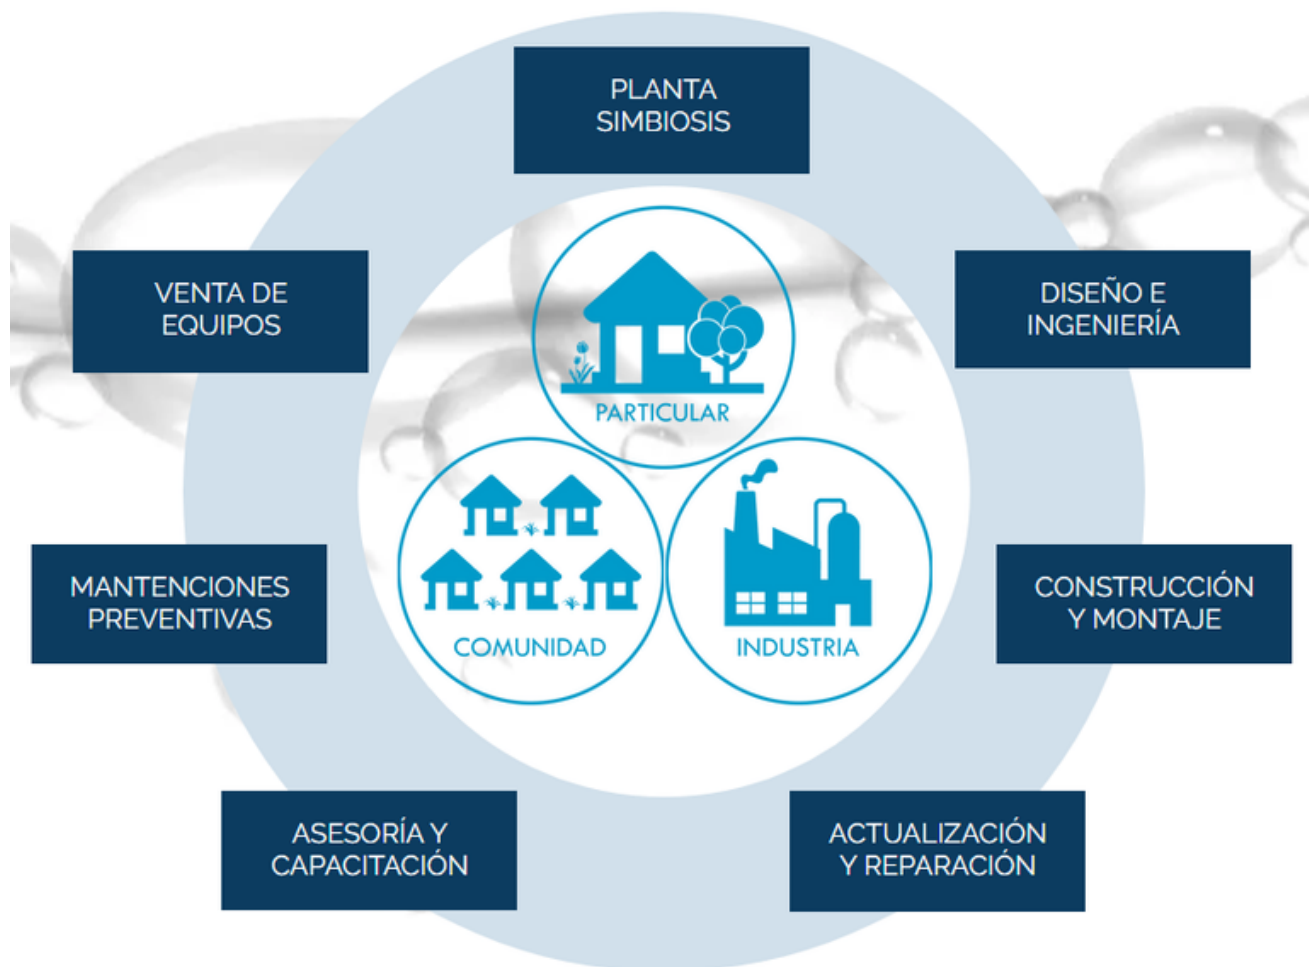 PLANTA
SIMBIOSIS
VENTA DE
EQUIPOS
DISEÑO E
INGENIERÍA
PARTICULAR
MANTENCIONES
PREVENTIVAS
COMUNIDAD
INDUSTRIA
CONSTRUCCIÓN
Y MONTAJE
ASESORÍA Y
CAPACITACIÓN
ACTUALIZACIÓN
Y REPARACIÓN